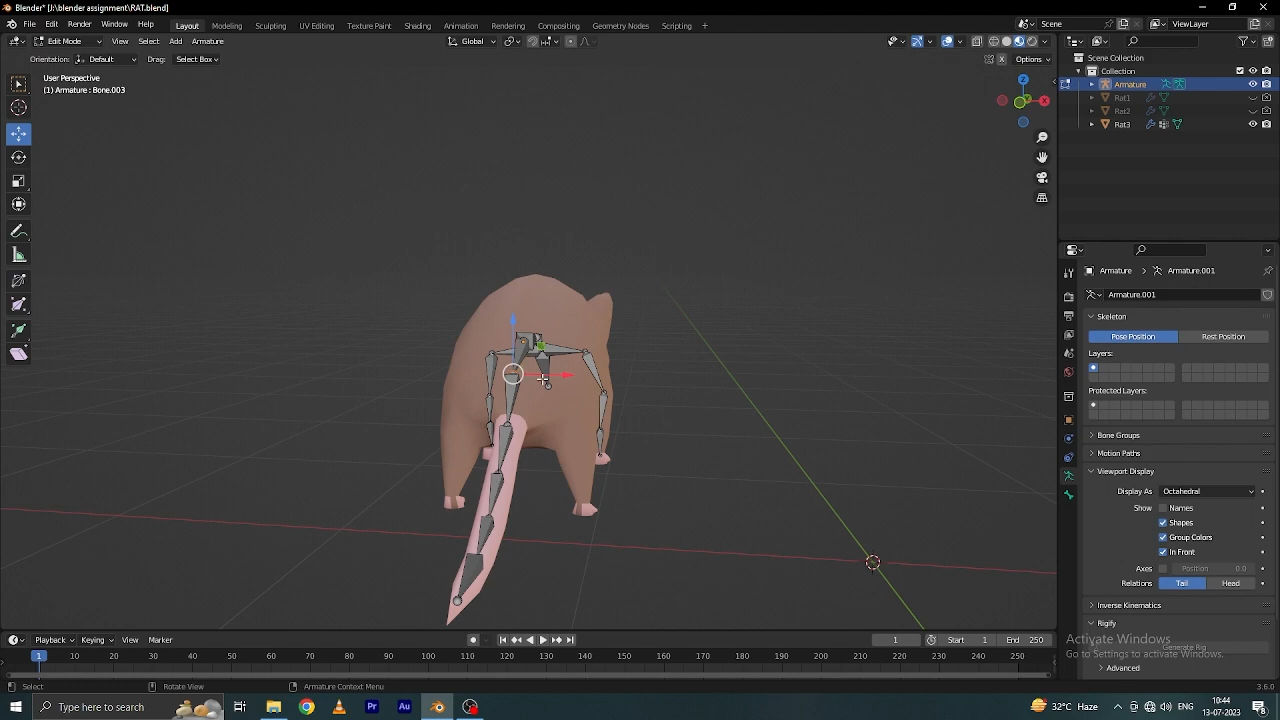 Blender* [J:\blender assignment\RAT.blend]
File Edit Render Window Help Layout Modeling Sculpting UV Editing Texture Paint Shading Animation Rendering Compositing Geometry Nodes Scripting + Scene ViewLayer
Edit Mode View Select Add Armature Global
Orientation: Default Drag: Select Box X Options
User Perspective
(1) Armature : Bone.003
Z
X
Scene Collection
Collection
Armature
Rat1
Rat2
Rat3
Armature Armature.001
Armature.001
Skeleton
Pose Position Rest Position
Layers:
Protected Layers:
Bone Groups
Motion Paths
Viewport Display
Display As Octahedral
Show Names
Shapes
Group Colors
In Front
Axes Position 0.0
Relations Tail Head
Inverse Kinematics
Rigify
Generate Rig
Advanced
Activate Windows
Go to Settings to activate Windows.
Playback Keying View Marker 1 Start 1 End 250
1 10 20 30 40 50 60 70 80 90 100 110 120 130 140 150 160 170 180 190 200 210 220 230 240 250
Select Rotate View Armature Context Menu 3.6.0
Type here to search Pr Au 32°C ENG 10:44
13-07-2023